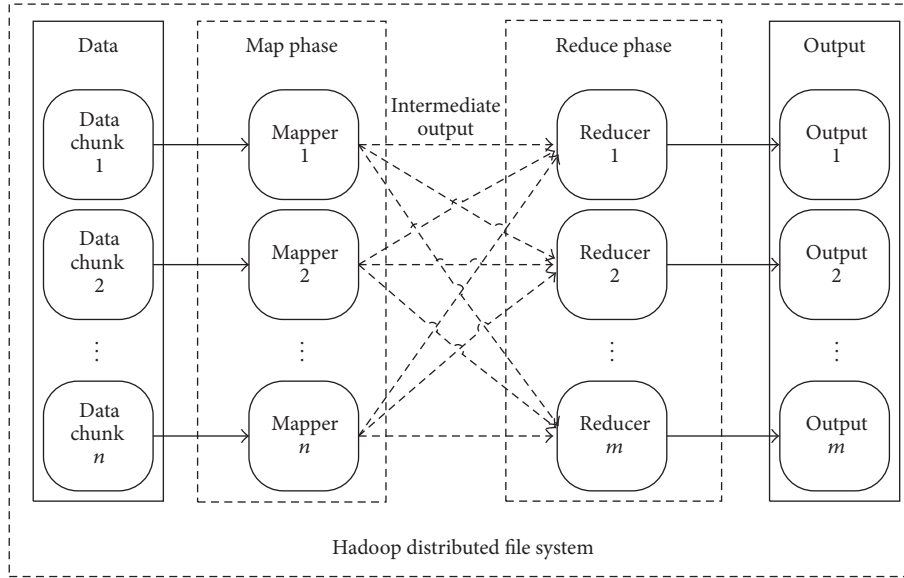 Data
Map phase
Reduce phase
Output
Data
chunk
1
Mapper
1
Intermediate
output
Reducer
1
Output
1
Data
chunk
2
Mapper
2
Reducer
2
Output
2
⋮
⋮
⋮
⋮
Data
chunk
n
Mapper
n
Reducer
m
Output
m
Hadoop distributed file system